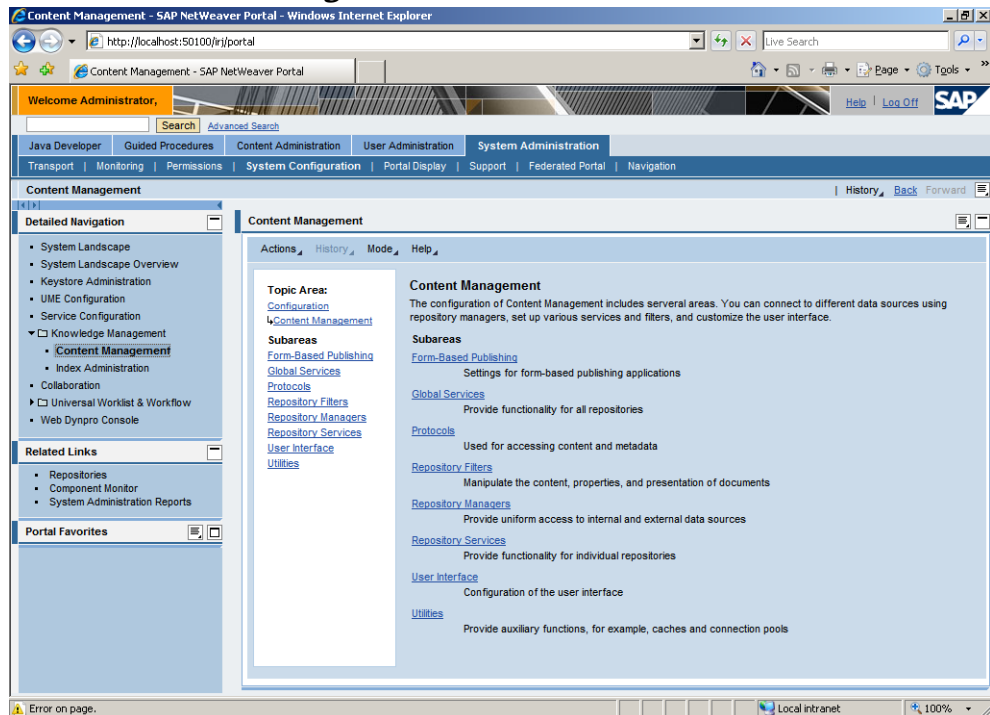 Content Management - SAP NetWeaver Portal - Windows Internet Explorer
http://localhost:50100/irj/portal
Live Search
Content Management - SAP NetWeaver Portal
Page
Tools
Welcome Administrator,
Help | Log Off
SAP
Search Advanced Search
Java Developer Guided Procedures Content Administration User Administration System Administration
Transport | Monitoring | Permissions | System Configuration | Portal Display | Support | Federated Portal | Navigation
Content Management
| History Back Forward
Detailed Navigation
System Landscape
System Landscape Overview
Keystore Administration
UME Configuration
Service Configuration
Knowledge Management
Content Management
Index Administration
Collaboration
Universal Worklist & Workflow
Web Dynpro Console
Related Links
Repositories
Component Monitor
System Administration Reports
Portal Favorites
Content Management
Actions History Mode Help
Topic Area:
Configuration
Content Management
Subareas
Form-Based Publishing
Global Services
Protocols
Repository Filters
Repository Managers
Repository Services
User Interface
Utilities
Content Management
The configuration of Content Management includes serveral areas. You can connect to different data sources using
repository managers, set up various services and filters, and customize the user interface.
Subareas
Form-Based Publishing
Settings for form-based publishing applications
Global Services
Provide functionality for all repositories
Protocols
Used for accessing content and metadata
Repository Filters
Manipulate the content, properties, and presentation of documents
Repository Managers
Provide uniform access to internal and external data sources
Repository Services
Provide functionality for individual repositories
User Interface
Configuration of the user interface
Utilities
Provide auxiliary functions, for example, caches and connection pools
Error on page.
Local intranet
100%